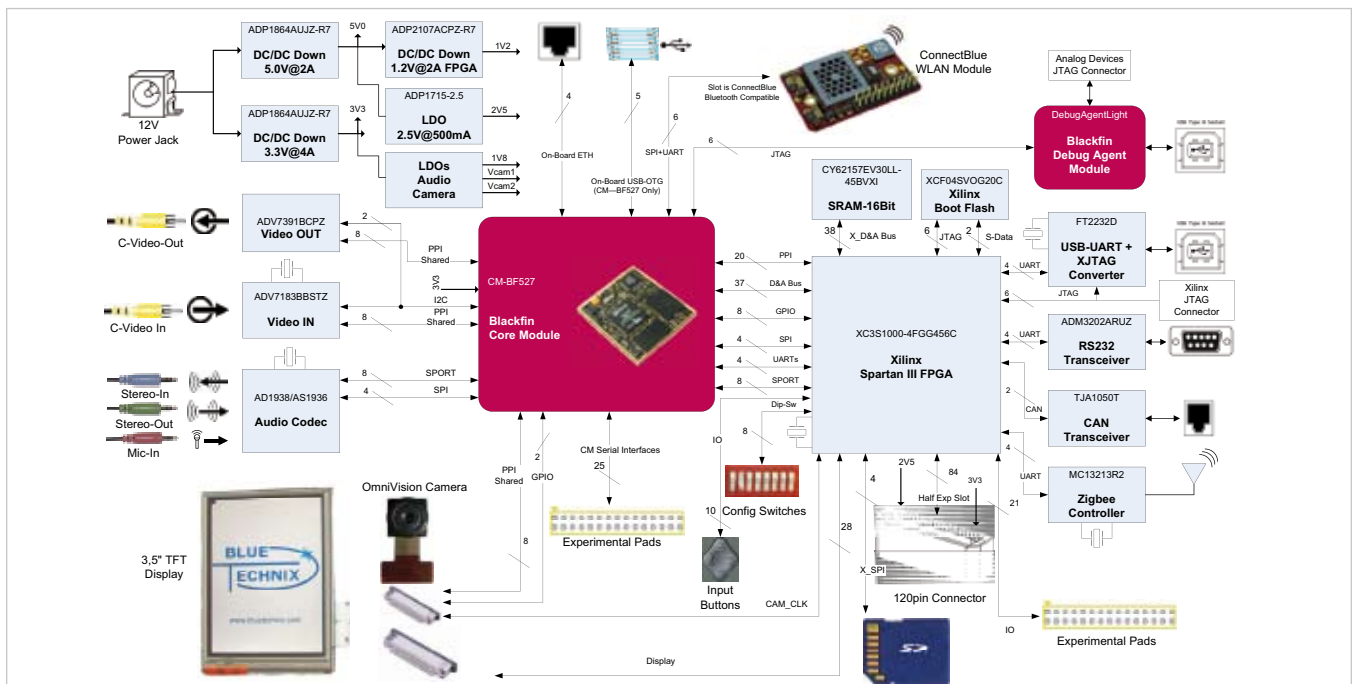 ADP1864AUJZ-R7
DC/DC Down
5.0V@2A
5V0
ADP2107ACPZ-R7
DC/DC Down
1.2V@2A FPGA
1V2
12V
Power Jack
ADP1715-2.5
LDO
2.5V@500mA
2V5
ADP1864AUJZ-R7
DC/DC Down
3.3V@4A
3V3
LDOs
Audio
Camera
1V8
Vcam1
Vcam2
4
On-Board ETH
5
On-Board USB-OTG
(CM—BF527
Only)
6
SPI+UART
Slot is ConnectBlue
Bluetooth Compatible
ConnectBlue
WLAN Module
6
JTAG
Analog Devices
JTAG Connector
DebugAgentLight
Blackfin
Debug Agent
Module
CY62157EV30LL-
45BVXI
SRAM-16Bit
38
X_D&A Bus
XCF04SVOG20C
Xilinx
Boot Flash
6
JTAG
2
S-Data
FT2232D
USB-UART +
XJTAG
Converter
4
UART
6
JTAG
Xilinx
JTAG
Connector
C-Video-Out
ADV7391BCPZ
Video OUT
2
8
PPI
Shared
C-Video In
ADV7183BBSTZ
Video IN
3V3
I2C
PPI
Shared
8
CM-BF527
Blackfin
Core Module
20
PPI
37
D&A Bus
8
GPIO
4
SPI
4
UARTs
8
SPORT
XC3S1000-4FGG456C
Xilinx
Spartan III FPGA
4
UART
ADM3202ARUZ
RS232
Transceiver
2
CAN
TJA1050T
CAN
Transceiver
4
UART
MC13213R2
Zigbee
Controller
Stereo-In
Stereo-Out
Mic-In
AD1938/AS1936
Audio Codec
8
SPORT
4
SPI
Dip-Sw
8
Config Switches
IO
10
Input
Buttons
PPI
Shared
8
2
GPIO
CM Serial Interfaces
25
Experimental Pads
OmniVision Camera
3,5" TFT
Display
BLUE
TECHNIX
CAM_CLK
Display
28
4
X_SPI
2V5
84
3V3
Half Exp Slot
120pin Connector
21
IO
Experimental Pads